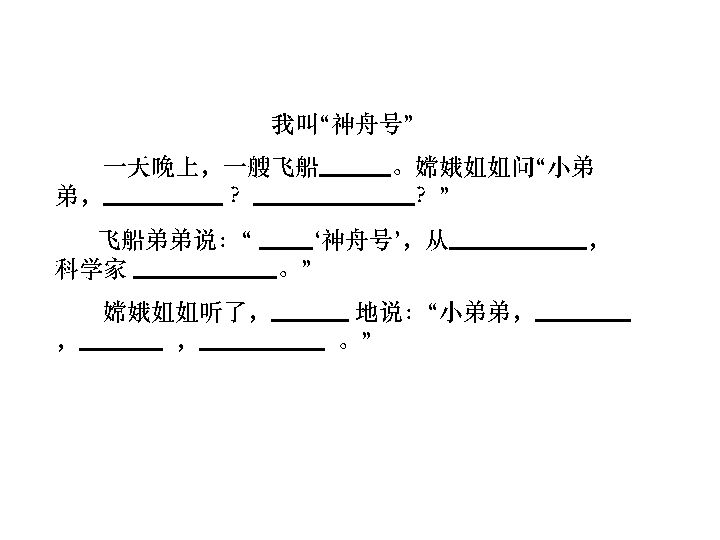 我叫“神舟号”
一天晚上，一艘飞船______。嫦娥姐姐问“小弟
弟，__________？______________？”
飞船弟弟说：“_____‘神舟号’，从____________，
科学家____________。”
嫦娥姐姐听了，_______地说：“小弟弟，________
，_______，___________。”